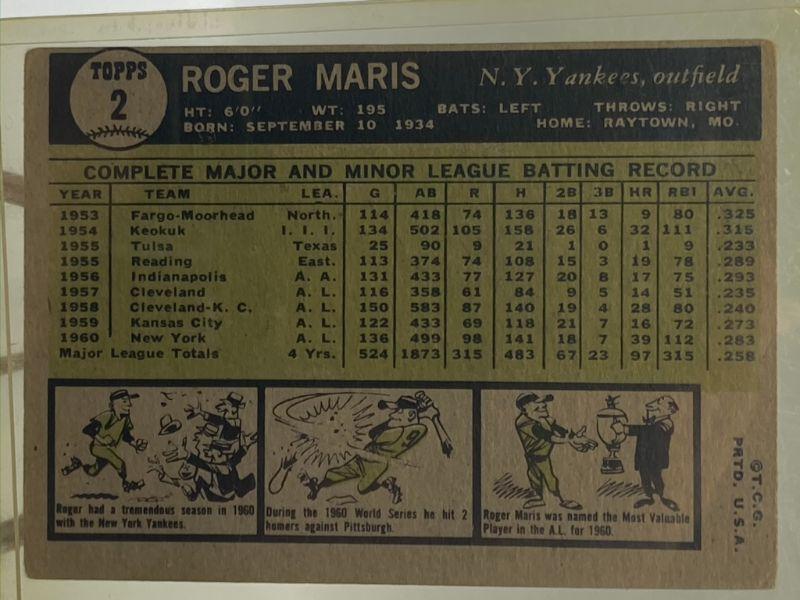 TOPPS
2
ROGER MARIS
N.Y. Yankees, outfield
HT: 6'0" WT: 195 BATS: LEFT THROWS: RIGHT
BORN: SEPTEMBER 10 1934 HOME: RAYTOWN, MO.
COMPLETE MAJOR AND MINOR LEAGUE BATTING RECORD
YEAR TEAM LEA. G AB R H 2B 3B HR RBI AVG.
1953 Fargo-Moorhead North. 114 418 74 136 18 13 9 80 .325
1954 Keokuk I. I. I. 134 502 105 158 26 6 32 111 .315
1955 Tulsa Texas 25 90 9 21 1 0 1 9 .233
1955 Reading East. 113 374 74 108 15 3 19 78 .289
1956 Indianapolis A. A. 131 433 77 127 20 8 17 75 .293
1957 Cleveland A. L. 116 358 61 84 9 5 14 51 .235
1958 Cleveland-K. C. A. L. 150 583 87 140 19 4 28 80 .240
1959 Kansas City A. L. 122 433 69 118 21 7 16 72 .273
1960 New York A. L. 136 499 98 141 18 7 39 112 .283
Major League Totals 4 Yrs. 524 1873 315 483 67 23 97 315 .258
9
Roger had a tremendous season in 1960
with the New York Yankees.
During the 1960 World Series he hit 2
homers against Pittsburgh.
Roger Maris was named the Most Valuable
Player in the A.L. for 1960.
©T.C.G.
PRTD. U.S.A.